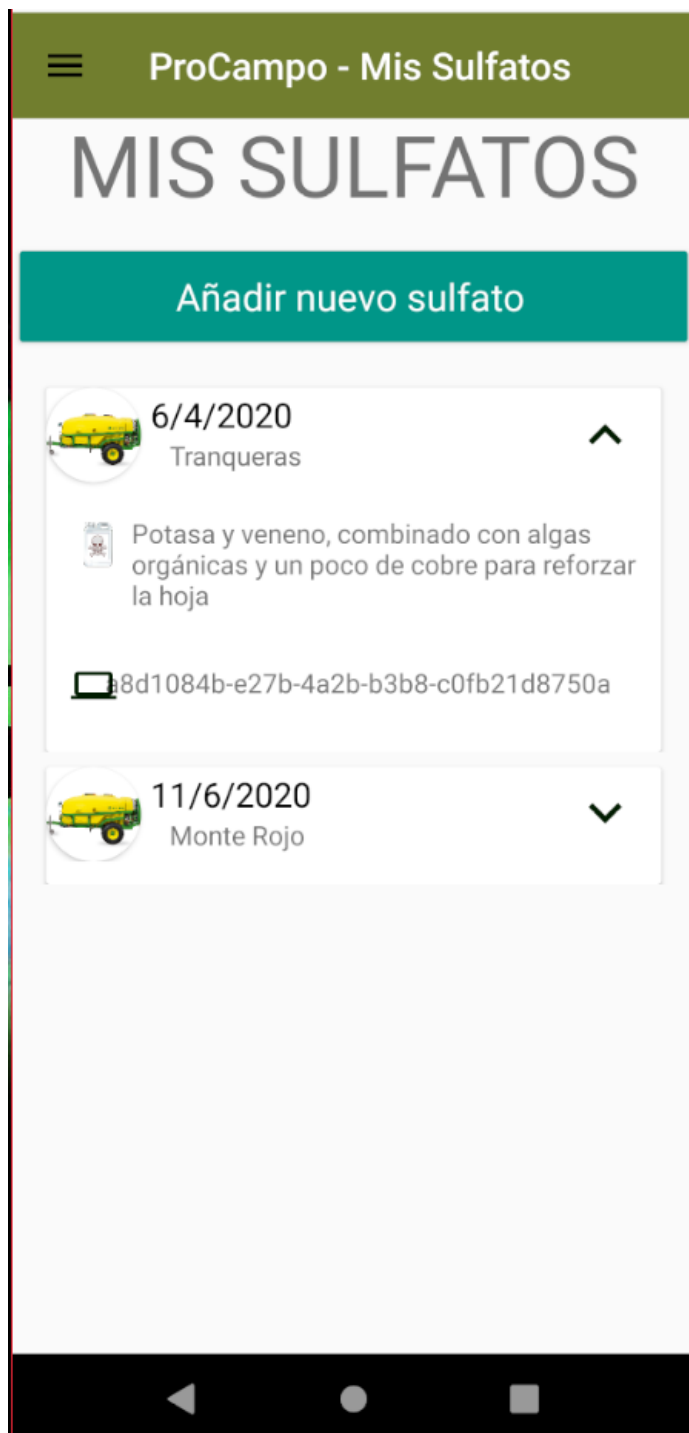 ProCampo - Mis Sulfatos
MIS SULFATOS
Añadir nuevo sulfato
6/4/2020
Tranqueras
Potasa y veneno, combinado con algas
orgánicas y un poco de cobre para reforzar
la hoja
a8d1084b-e27b-4a2b-b3b8-c0fb21d8750a
11/6/2020
Monte Rojo